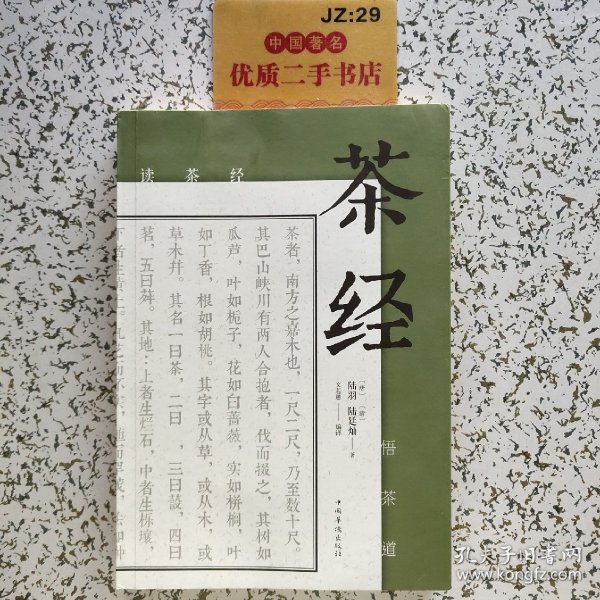 JZ:29
中国著名
优质二手书店
读茶经
茶经
茶者，南方之嘉木也，一尺二尺，乃至数十尺。
其巴山峡川有两人合抱者，伐而掇之，其树如
瓜芦，叶如栀子，花如白蔷薇，实如栟榈，叶
如丁香，根如胡桃。其字或从草，或从木，或
草木并。其名一曰茶，二曰 ，三曰蔎，四曰
茗，五曰荈。其地：上者生烂石，中者生栎壤，
（唐）（清）
陆羽 陆廷灿 著
编译
悟茶道
中国华侨出版社
孔夫子旧书网
www.kongfz.com